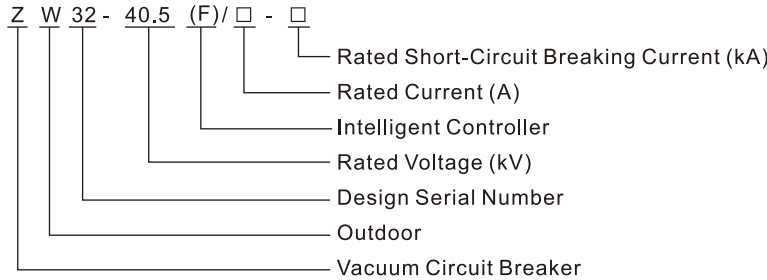 Z W 32 - 40.5 (F)/ □ - □
Rated Short-Circuit Breaking Current (kA)
Rated Current (A)
Intelligent Controller
Rated Voltage (kV)
Design Serial Number
Outdoor
Vacuum Circuit Breaker